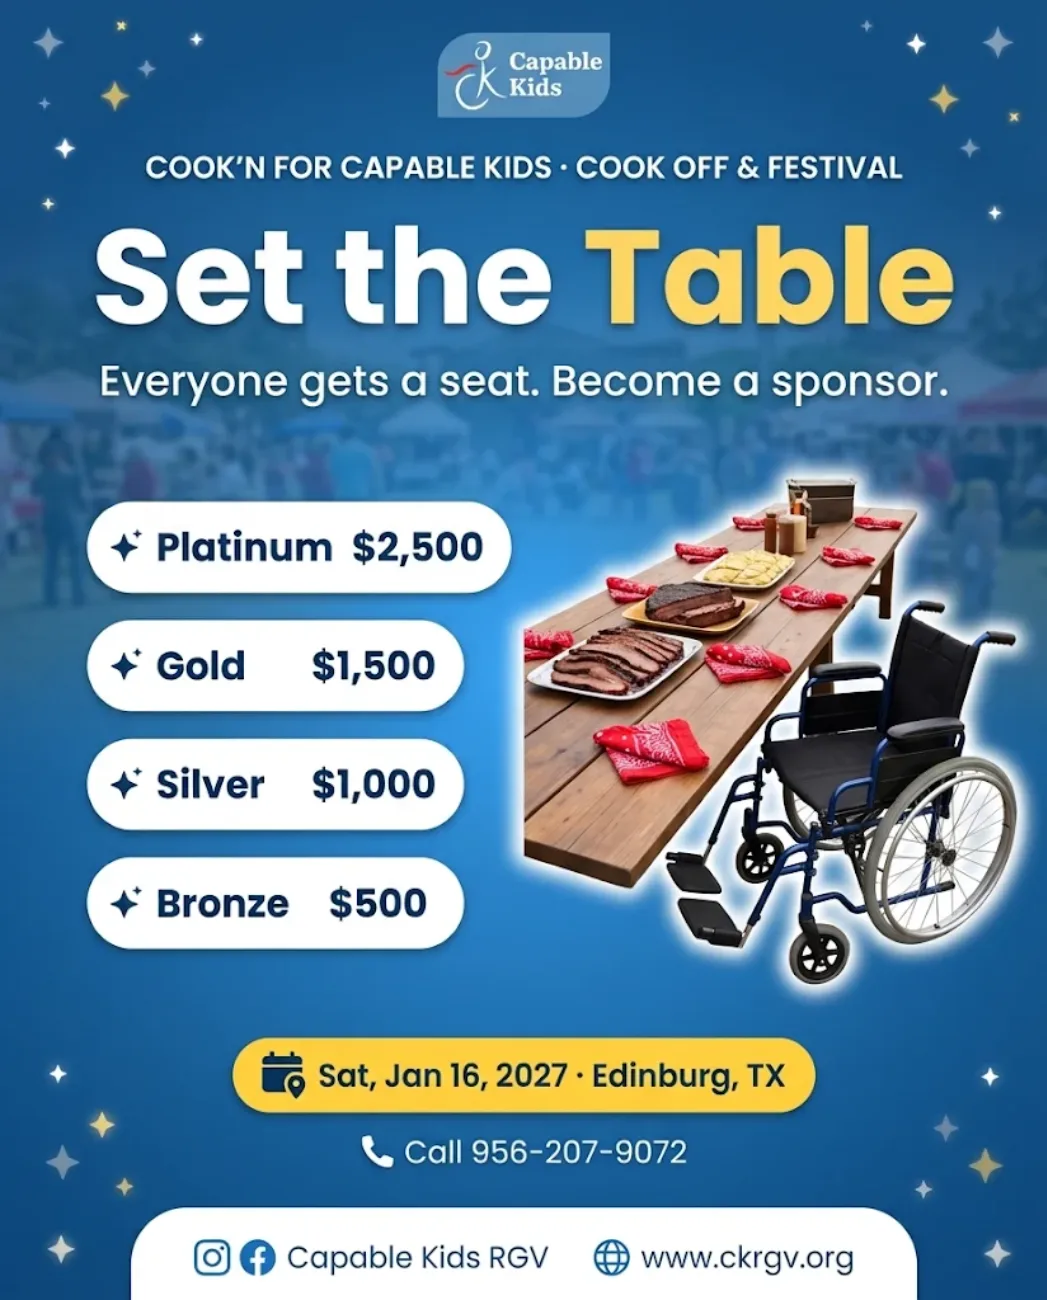 Capable
Kids
COOK'N FOR CAPABLE KIDS · COOK OFF & FESTIVAL
Set the Table
Everyone gets a seat. Become a sponsor.
Platinum $2,500
Gold $1,500
Silver $1,000
Bronze $500
Sat, Jan 16, 2027 · Edinburg, TX
Call 956-207-9072
Capable Kids RGV www.ckrgv.org